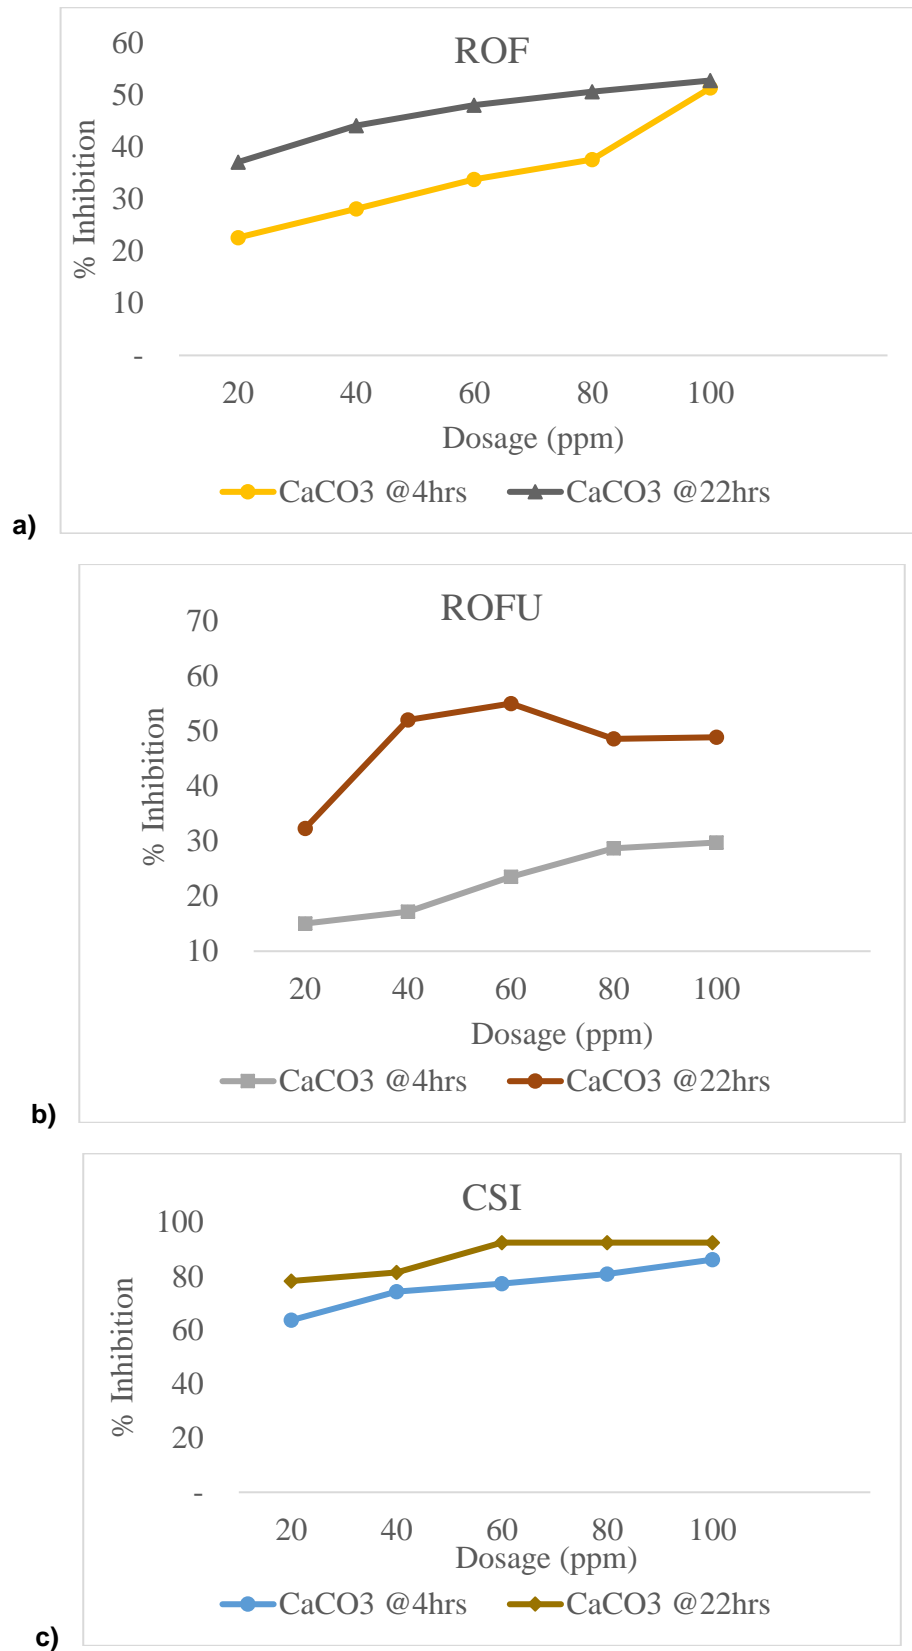 ROF
60
50
40
30
20
10
-
% Inhibition
20 40 60 80 100
Dosage (ppm)
CaCO3 @4hrs CaCO3 @22hrs
a)
ROFU
70
60
50
40
30
20
10
% Inhibition
20 40 60 80 100
Dosage (ppm)
CaCO3 @4hrs CaCO3 @22hrs
b)
CSI
100
80
60
40
20
-
% Inhibition
20 40 60 80 100
Dosage (ppm)
CaCO3 @4hrs CaCO3 @22hrs
c)